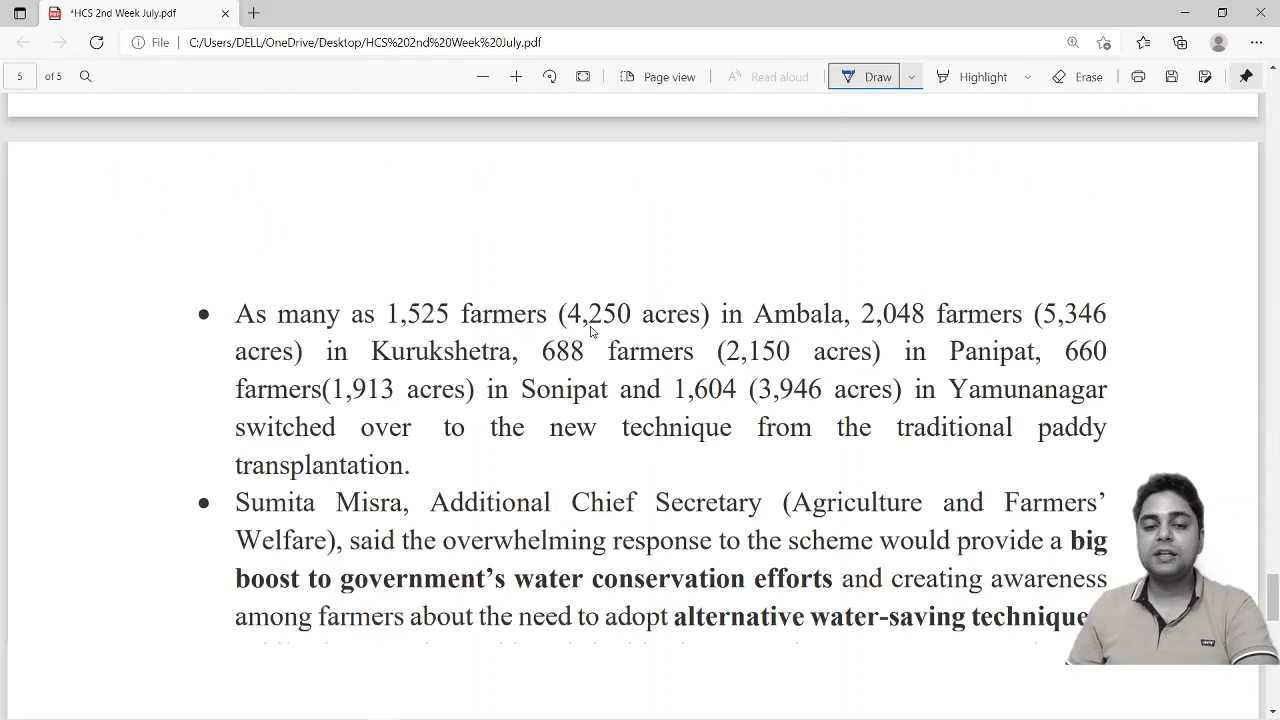 *HCS 2nd Week July.pdf
File
C:/Users/DELL/OneDrive/Desktop/HCS%202nd%20Week%20July.pdf
5 of 5 Page view Read aloud Draw Highlight Erase
As many as 1,525 farmers (4,250 acres) in Ambala, 2,048 farmers (5,346
acres) in Kurukshetra, 688 farmers (2,150 acres) in Panipat, 660
farmers(1,913 acres) in Sonipat and 1,604 (3,946 acres) in Yamunanagar
switched over to the new technique from the traditional paddy
transplantation.
Sumita Misra, Additional Chief Secretary (Agriculture and Farmers’
Welfare), said the overwhelming response to the scheme would provide a big
boost to government’s water conservation efforts and creating awareness
among farmers about the need to adopt alternative water-saving technique